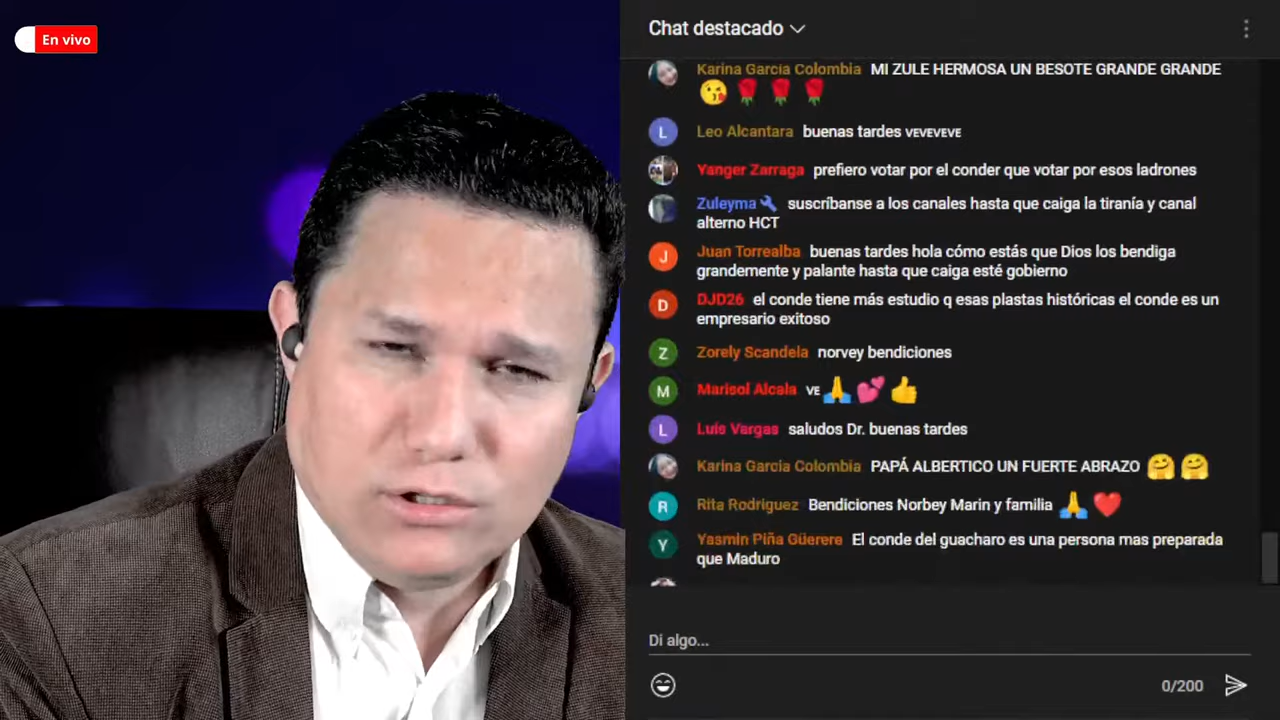 En vivo
Chat destacado
Karina García Colombia MI ZULE HERMOSA UN BESOTE GRANDE GRANDE
😘🌹🌹🌹
L Leo Alcantara buenas tardes VEVEVEVE
Yanger Zarraga prefiero votar por el conder que votar por esos ladrones
Zuleyma suscríbanse a los canales hasta que caiga la tiranía y canal
alterno HCT
J Juan Torrealba buenas tardes hola cómo estás que Dios los bendiga
grandemente y palante hasta que caiga esté gobierno
D DJD26 el conde tiene más estudio q esas plastas históricas el conde es un
empresario exitoso
Z Zorely Scandela norvey bendiciones
M Marisol Alcala VE 🙏💕👍
L Luis Vargas saludos Dr. buenas tardes
Karina García Colombia PAPÁ ALBERTICO UN FUERTE ABRAZO 🤗🤗
R Rita Rodriguez Bendiciones Norbey Marin y familia 🙏❤️
Y Yasmin Piña Güerere El conde del guacharo es una persona mas preparada
que Maduro
Di algo...
0/200